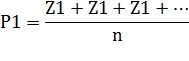 P1 = Z1 + Z1 + Z1 + ⋯
n